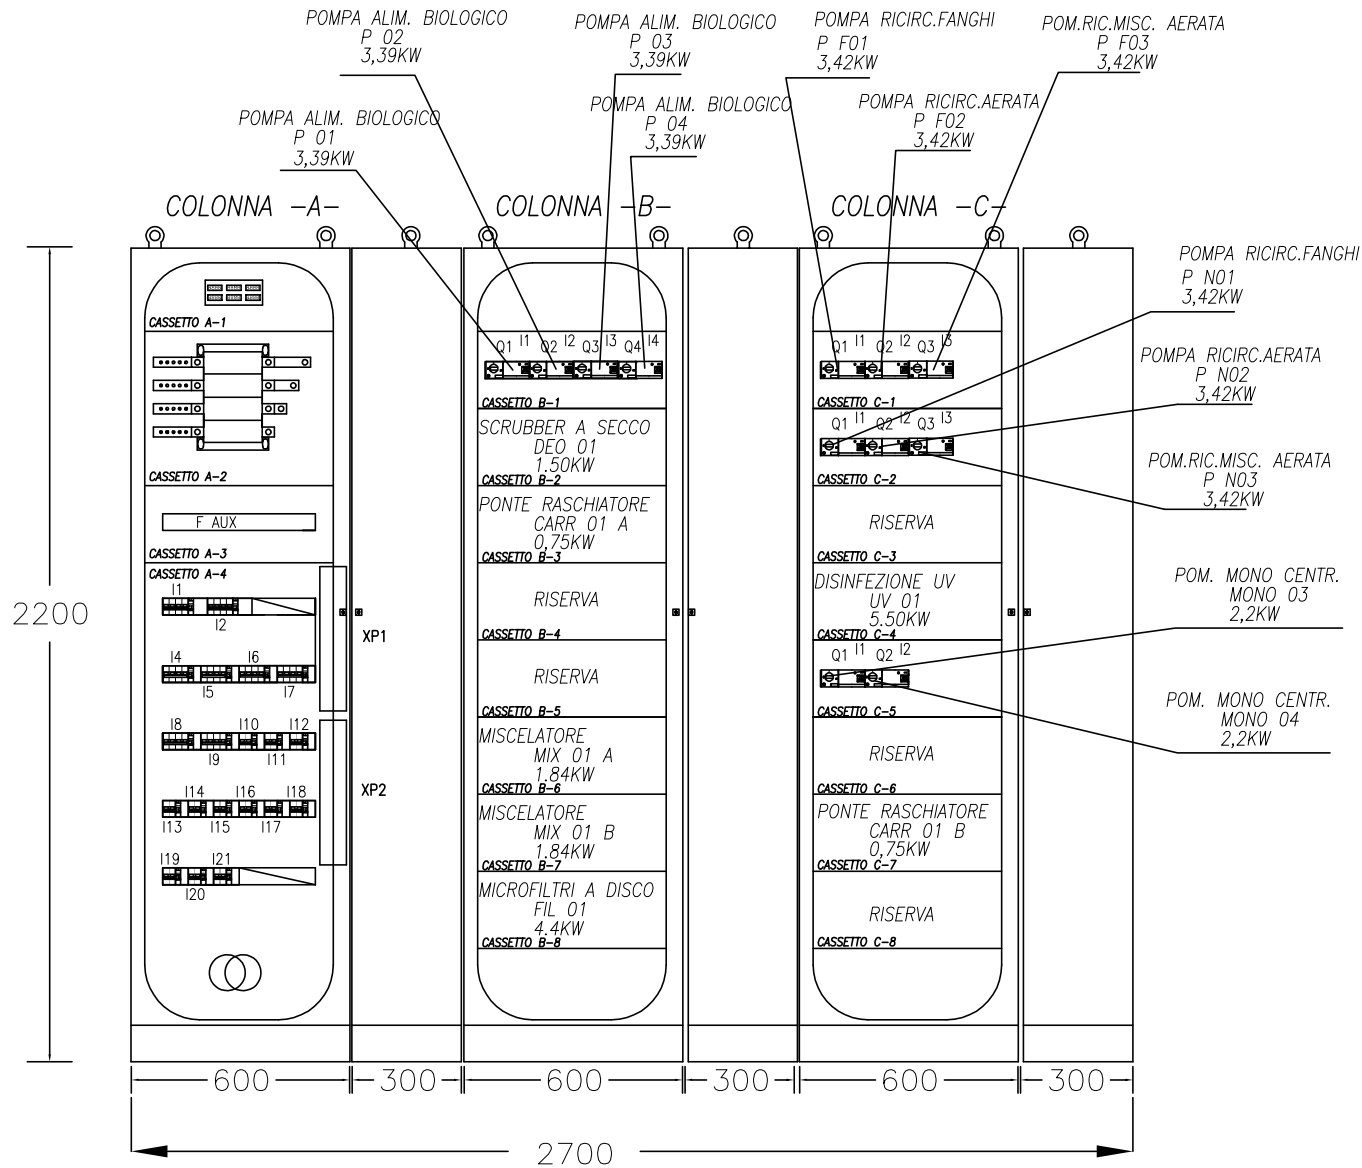 POMPA ALIM. BIOLOGICO
P 02
3,39KW
POMPA ALIM. BIOLOGICO
P 03
3,39KW
POMPA RICIRC.FANGHI
P F01
3,42KW
POM.RIC.MISC. AERATA
P F03
3,42KW
POMPA ALIM. BIOLOGICO
P 01
3,39KW
POMPA ALIM. BIOLOGICO
P 04
3,39KW
POMPA RICIRC.AERATA
P F02
3,42KW
COLONNA -A-
COLONNA -B-
COLONNA -C-
POMPA RICIRC.FANGHI
P N01
3,42KW
POMPA RICIRC.AERATA
P N02
3,42KW
POM.RIC.MISC. AERATA
P N03
3,42KW
POM. MONO CENTR.
MONO 03
2,2KW
POM. MONO CENTR.
MONO 04
2,2KW
CASSETTO A-1
CASSETTO A-2
F AUX
CASSETTO A-3
CASSETTO A-4
I1
I2
XP1
I4 I6
I5 I7
I8 I10 I12
I9 I11
XP2
I14 I16 I18
I13 I15 I17
I19 I21
I20
Q1 I1 Q2 I2 Q3 I3 Q4 I4
CASSETTO B-1
SCRUBBER A SECCO
DEO 01
1.50KW
CASSETTO B-2
PONTE RASCHIATORE
CARR 01 A
0,75KW
CASSETTO B-3
RISERVA
CASSETTO B-4
RISERVA
CASSETTO B-5
MISCELATORE
MIX 01 A
1.84KW
CASSETTO B-6
MISCELATORE
MIX 01 B
1.84KW
CASSETTO B-7
MICROFILTRI A DISCO
FIL 01
4.4KW
CASSETTO B-8
Q1 I1 Q2 I2 Q3 I3
CASSETTO C-1
Q1 I1 Q2 I2 Q3 I3
CASSETTO C-2
RISERVA
CASSETTO C-3
DISINFEZIONE UV
UV 01
5.50KW
CASSETTO C-4
Q1 I1 Q2 I2
CASSETTO C-5
RISERVA
CASSETTO C-6
PONTE RASCHIATORE
CARR 01 B
0,75KW
CASSETTO C-7
RISERVA
CASSETTO C-8
2200
600 300 600 300 600 300
2700